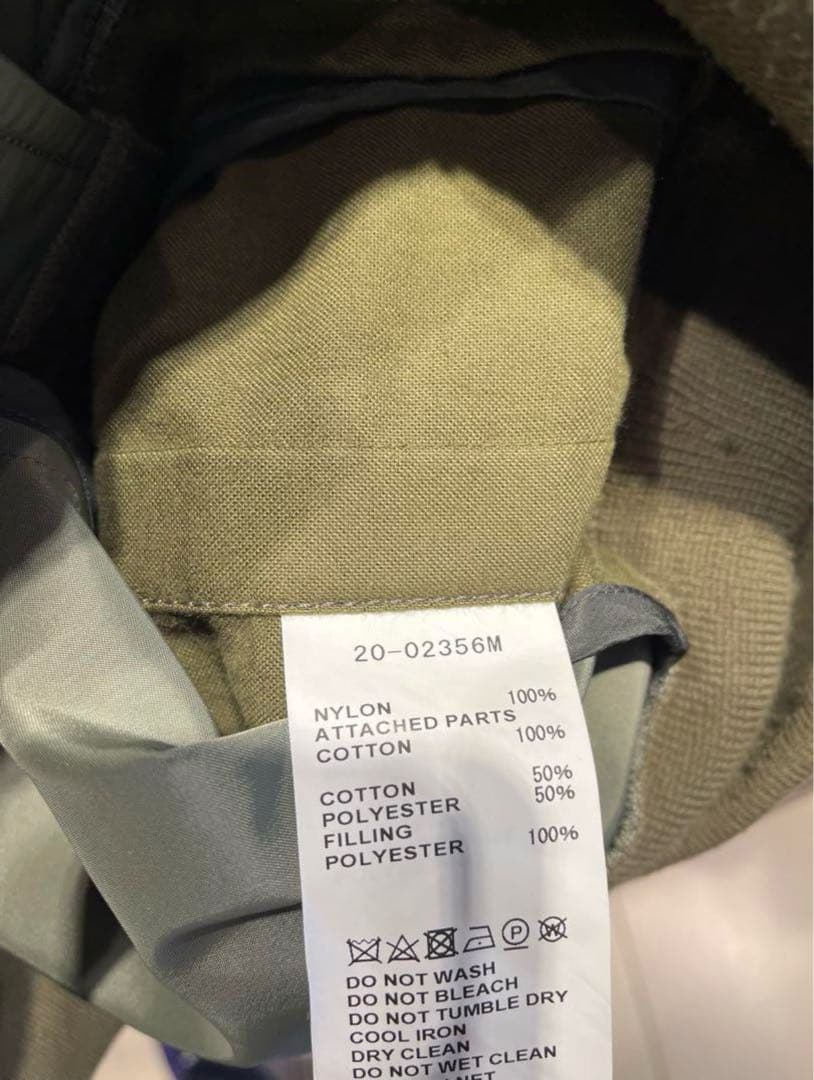 20-02356M
NYLON 100%
ATTACHED PARTS
COTTON 100%
COTTON 50%
POLYESTER 50%
FILLING
POLYESTER 100%
P W
DO NOT WASH
DO NOT BLEACH
DO NOT TUMBLE DRY
COOL IRON
DRY CLEAN
DO NOT WET CLEAN